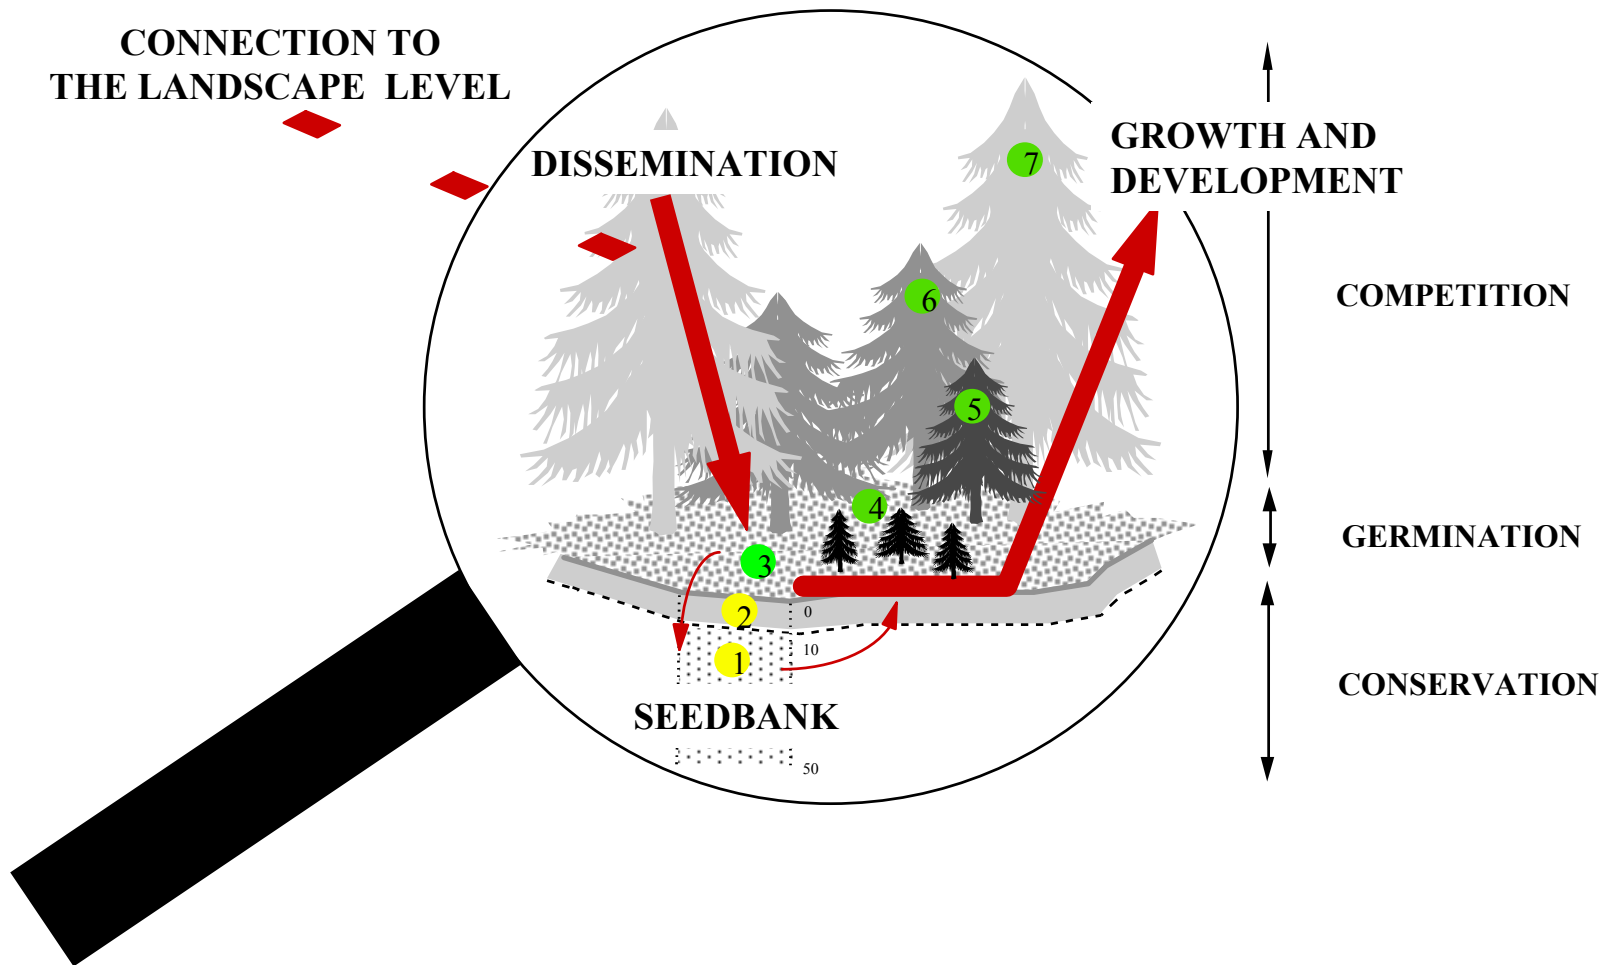 CONNECTION TO
THE LANDSCAPE LEVEL
DISSEMINATION
GROWTH AND
DEVELOPMENT
7
6
5
4
3
2
1
0
10
50
SEEDBANK
COMPETITION
GERMINATION
CONSERVATION